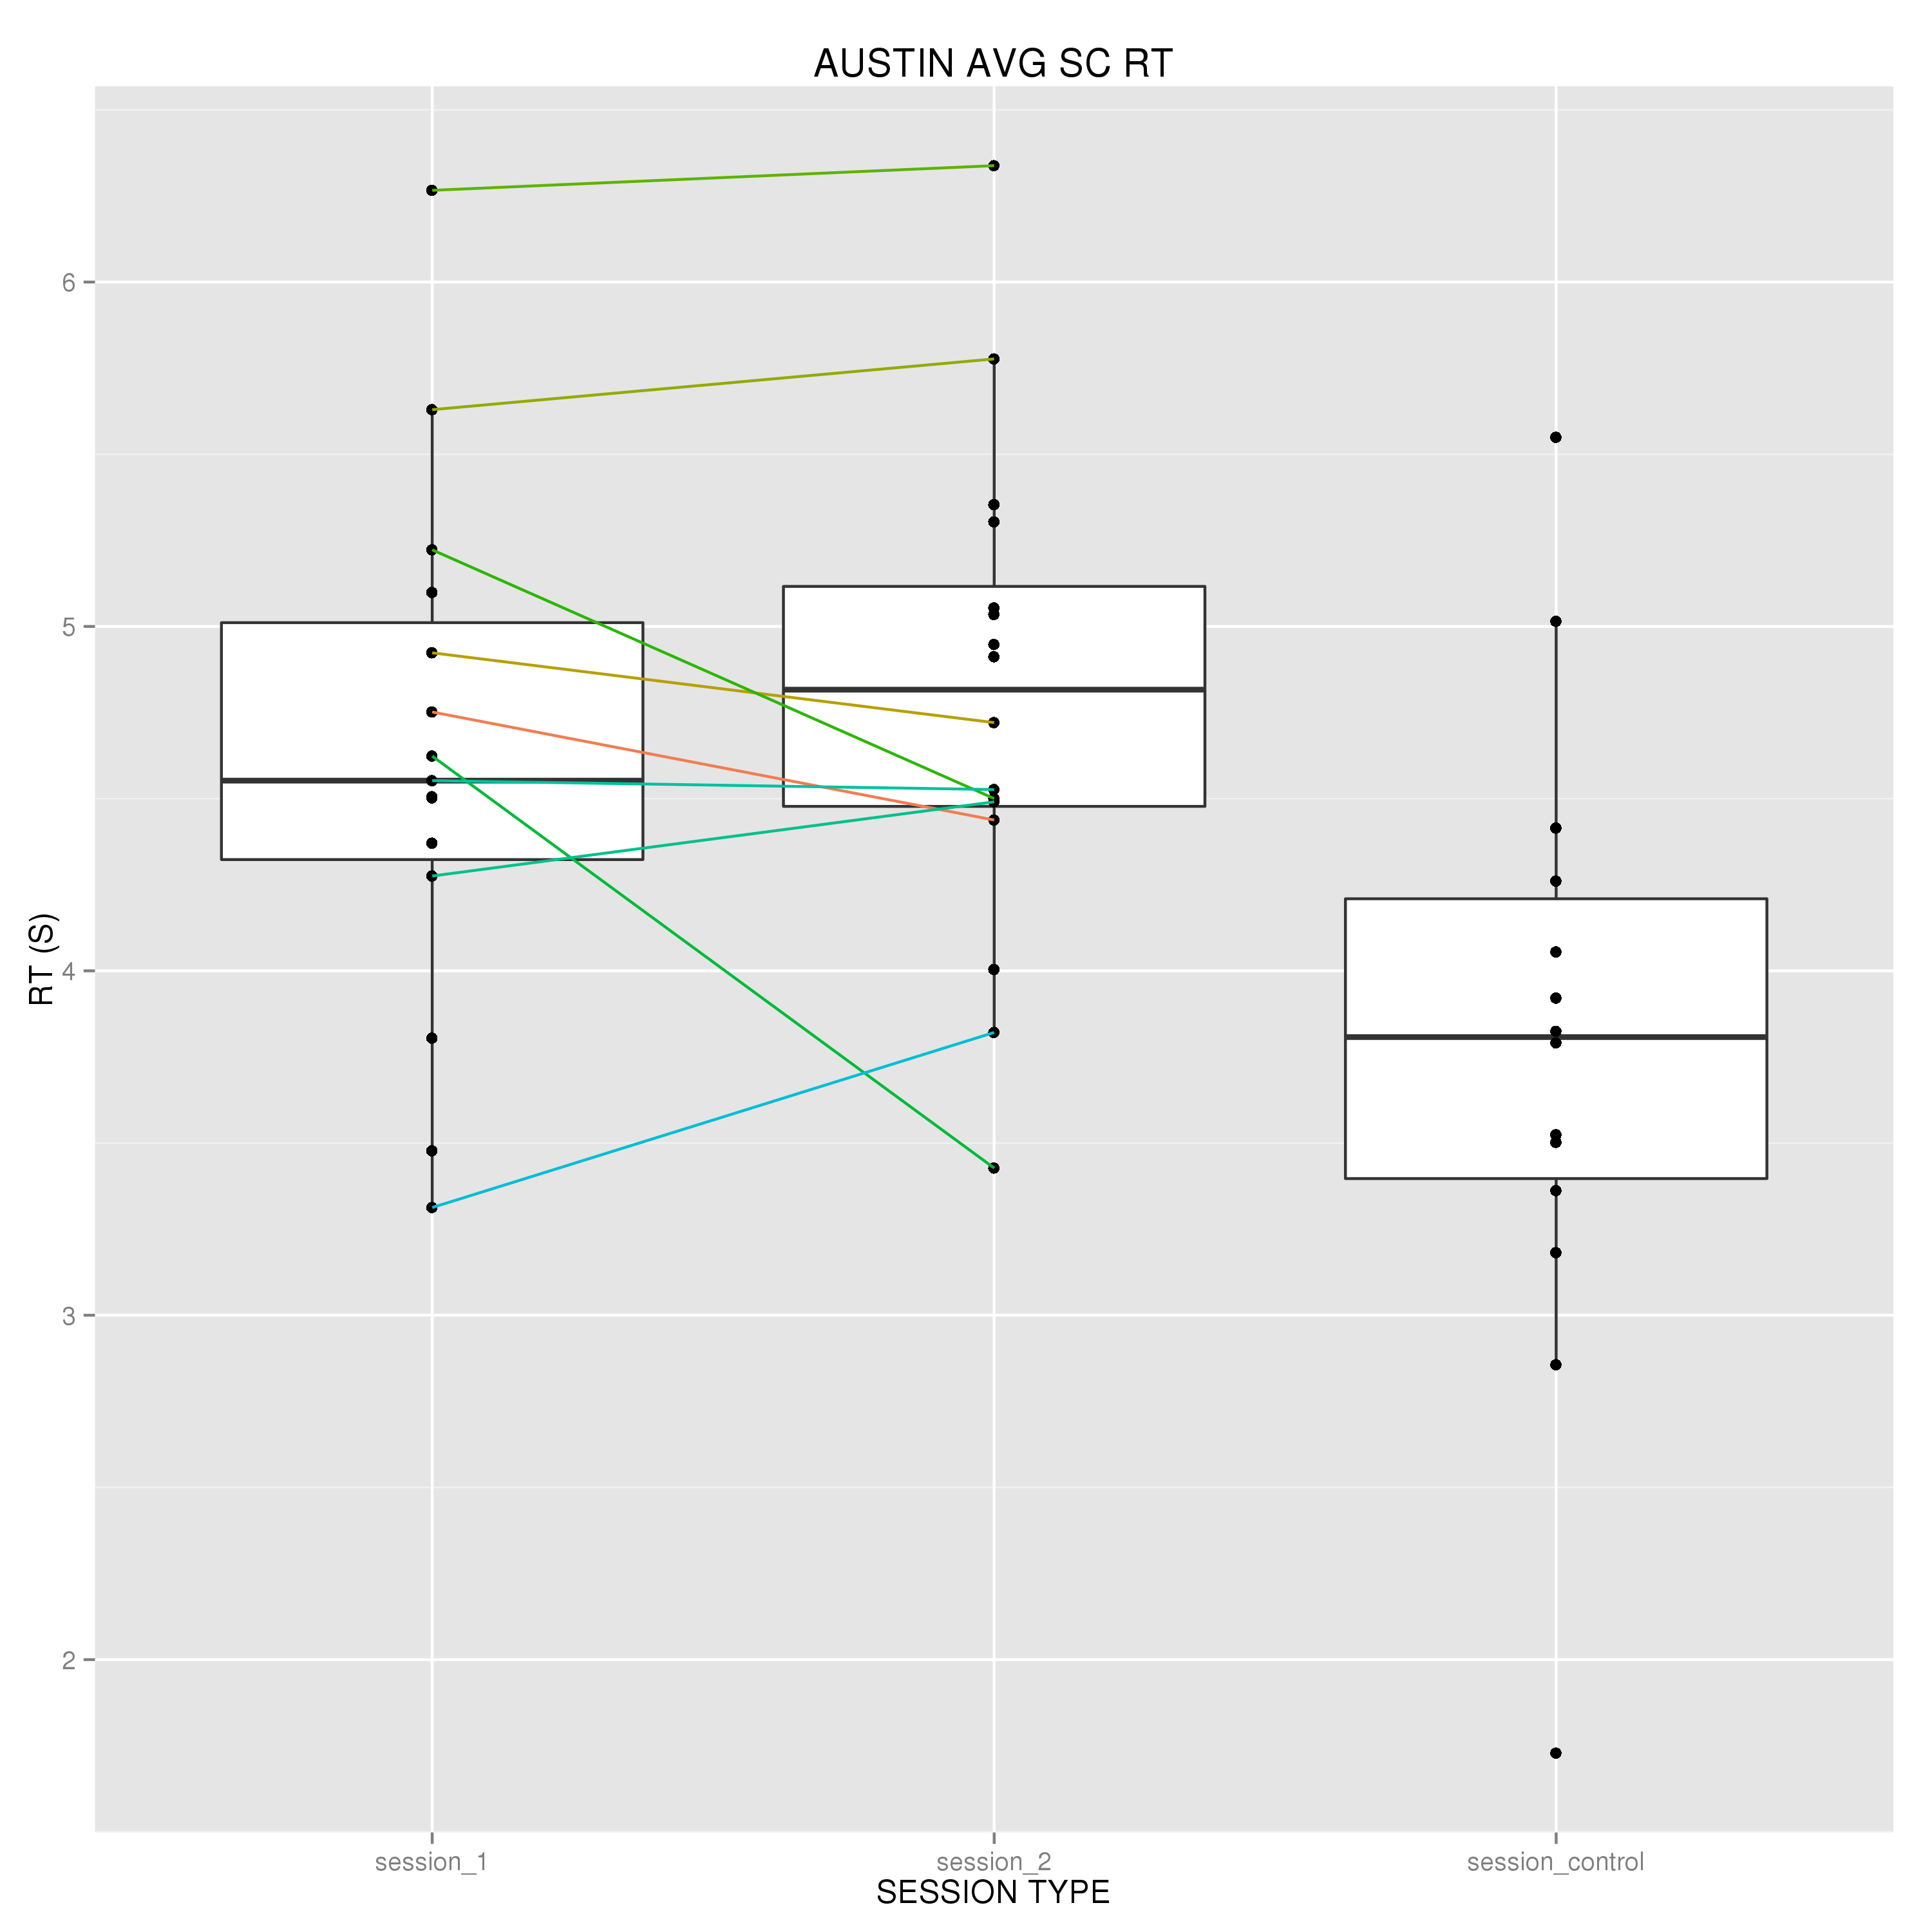 AUSTIN AVG SC RT
6
5
4
3
2
RT (S)
session_1
session_2
session_control
SESSION TYPE